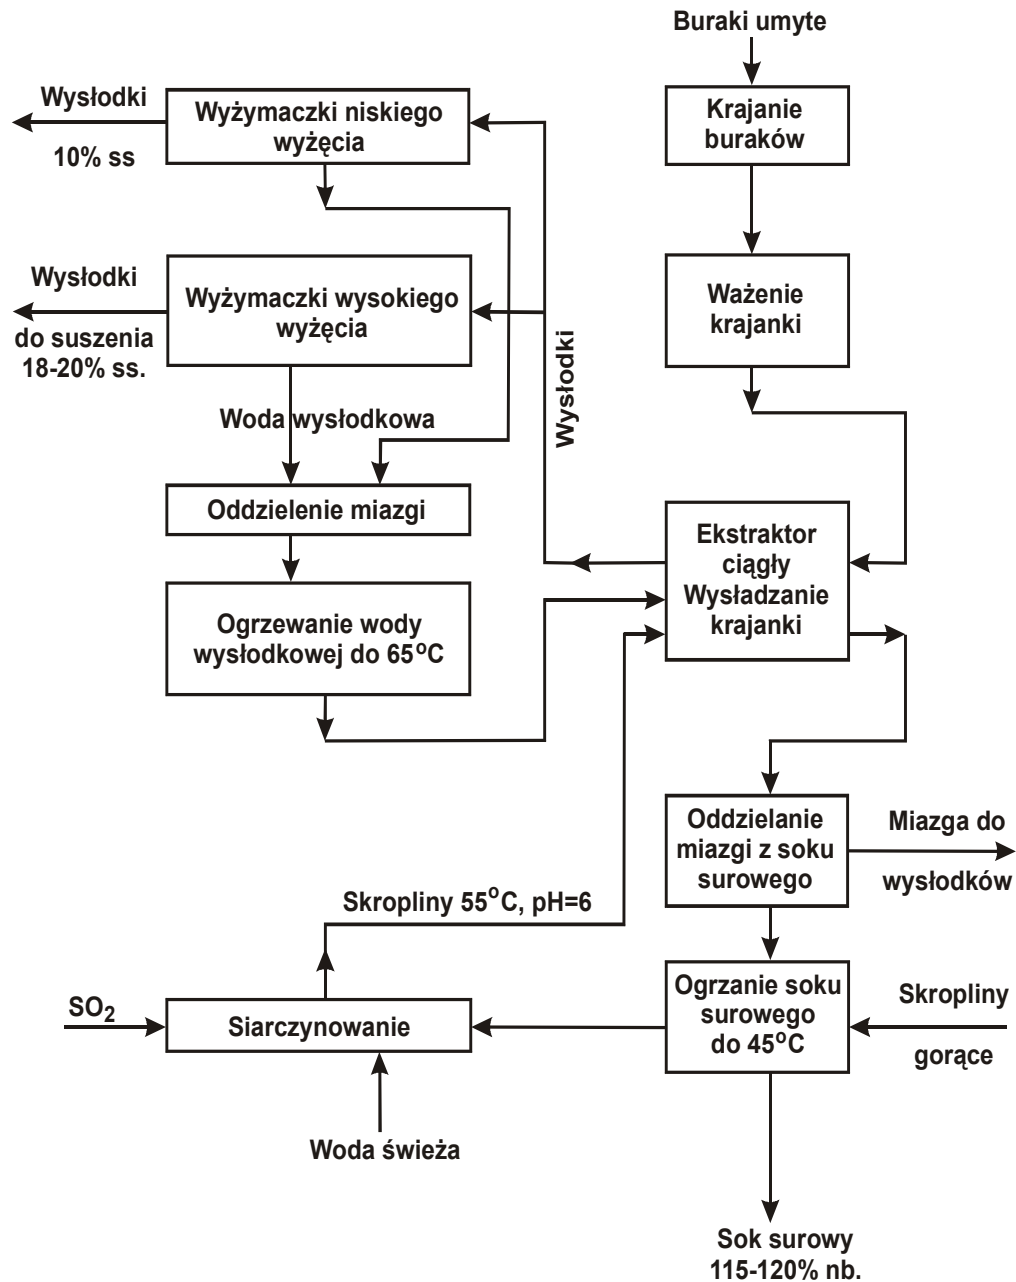 Buraki umyte
Krajanie
buraków
Ważenie
krajanki
Wysłodki
10% ss
Wyżymaczki niskiego
wyżęcia
Wysłodki
do suszenia
18-20% ss.
Wyżymaczki wysokiego
wyżęcia
Wysłodki
Woda wysłodkowa
Oddzielenie miazgi
Ogrzewanie wody
wysłodkowej do 65°C
Ekstraktor
ciągły
Wysładzanie
krajanki
Oddzielanie
miazgi z soku
surowego
Miazga do
wysłodków
Skropliny 55°C, pH=6
Ogrzanie soku
surowego
do 45°C
Skropliny
gorące
SO2
Siarczynowanie
Woda świeża
Sok surowy
115-120% nb.